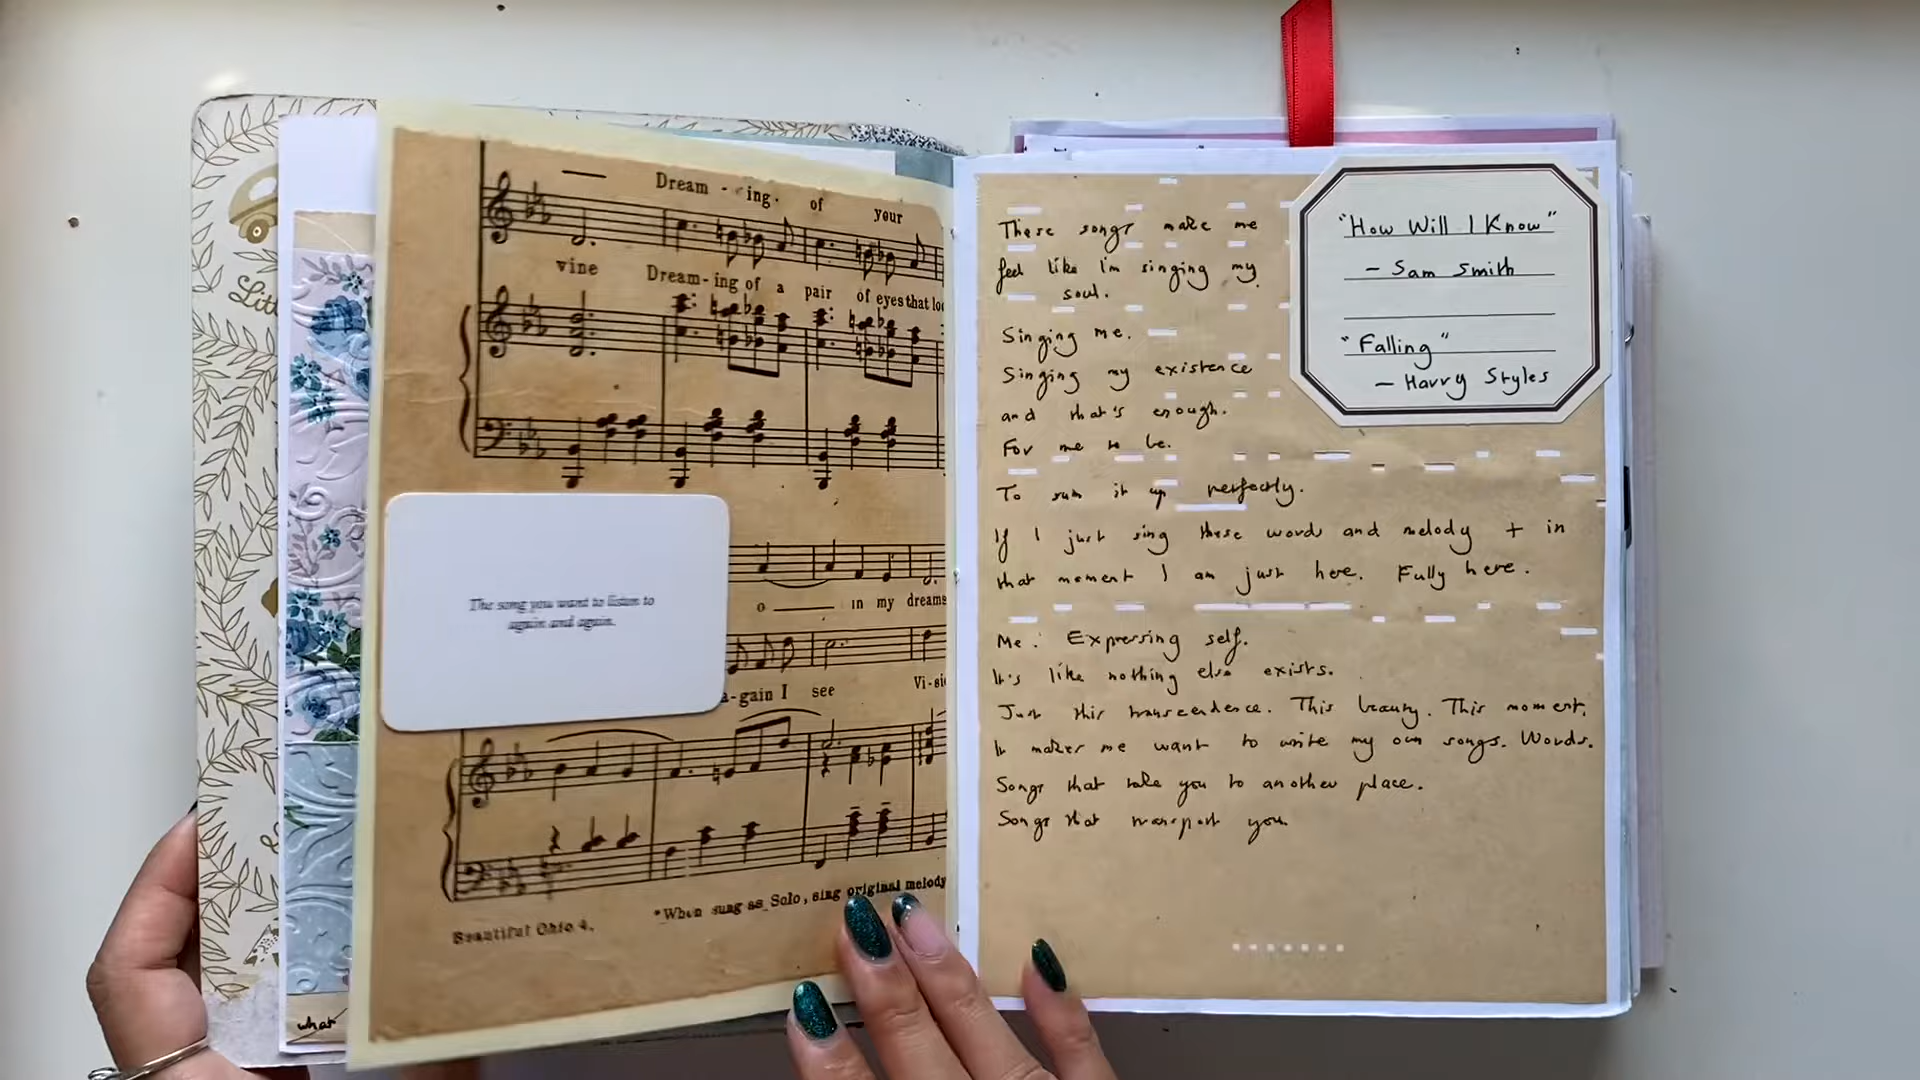 Dream - ing. of your
vine Dream-ing of a pair of eyes that loo
The song you want to listen to
again and again.
o in my dreams
a-gain I see Vi-si
*When sung as Solo, sing original melody
Beautiful Ohio 4.
Litt
what
These songs make me
feel like I'm singing my
soul.
Singing me.
Singing my existence
and that's enough.
For me to be.
To sum it up perfectly.
If I just sing these words and melody + in
that moment I am just here. Fully here.
Me: Expressing self.
It's like nothing else exists.
Just this transcendence. This beauty. This moment.
It makes me want to write my own songs. Words.
Songs that take you to another place.
Songs that transport you.
"How Will I Know"
- Sam Smith
"Falling"
- Harry Styles